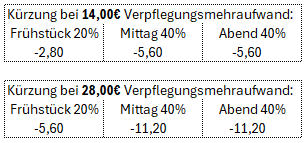 Kürzung bei 14,00€ Verpflegungsmehraufwand:
Frühstück 20% Mittag 40% Abend 40%
-2,80 -5,60 -5,60
Kürzung bei 28,00€ Verpflegungsmehraufwand:
Frühstück 20% Mittag 40% Abend 40%
-5,60 -11,20 -11,20